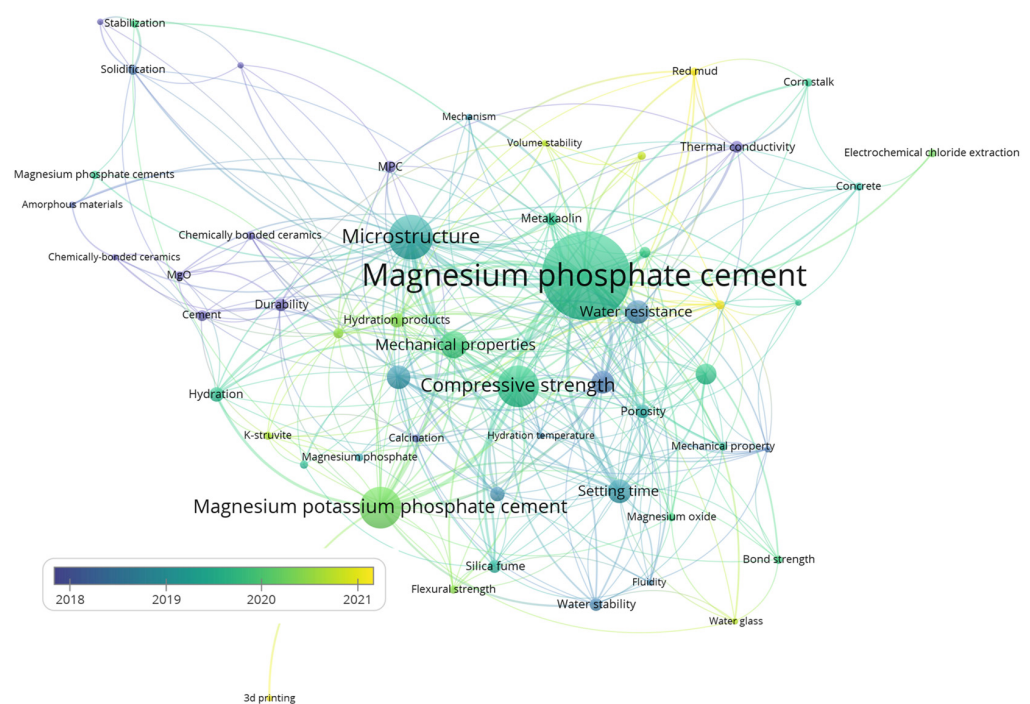 Stabilization
Solidification
Red mud
Corn stalk
Mechanism
Volume stability
Thermal conductivity
Electrochemical chloride extraction
MPC
Magnesium phosphate cements
Concrete
Amorphous materials
Metakaolin
Chemically bonded ceramics
Microstructure
Chemically-bonded ceramics
MgO
Magnesium phosphate cement
Durability
Cement
Water resistance
Hydration products
Mechanical properties
Compressive strength
Hydration
Porosity
K-struvite
Calcination
Hydration temperature
Mechanical property
Magnesium phosphate
Setting time
Magnesium potassium phosphate cement
Magnesium oxide
Bond strength
Silica fume
Fluidity
Flexural strength
2018 2019 2020 2021
Water stability
Water glass
3d printing